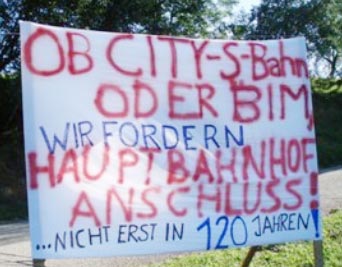 OB CITY-S-Bahn
ODER BIM,
WIR FORDERN
HAUPTBAHNHOF
ANSCHLUSS!
...NICHT ERST IN 120 JAHREN!